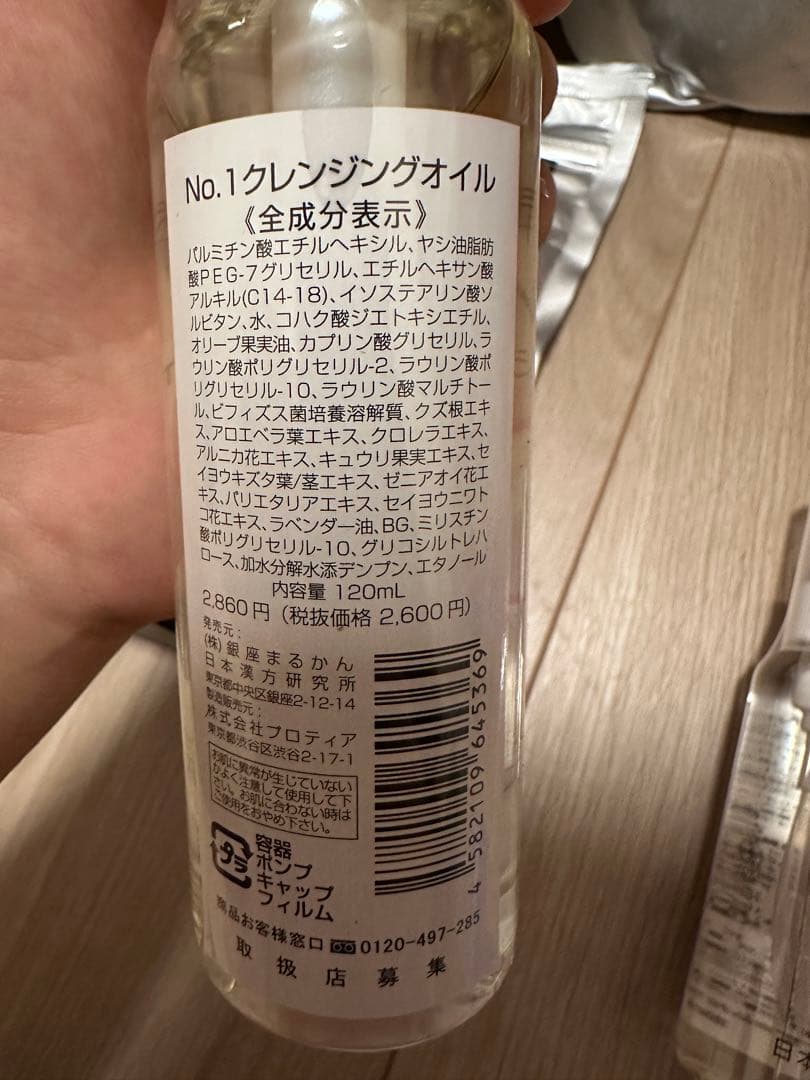 No.1クレンジングオイル
《全成分表示》
パルミチン酸エチルヘキシル、ヤシ油脂肪
酸PEG-7グリセリル、エチルヘキサン酸
アルキル(C14-18)、イソステアリン酸ソ
ルビタン、水、コハク酸ジエトキシエチル、
オリーブ果実油、カプリン酸グリセリル、ラ
ウリン酸ポリグリセリル-2、ラウリン酸ポ
リグリセリル-10、ラウリン酸マルチトー
ル、ビフィズス菌培養溶解質、クズ根エキ
ス、アロエベラ葉エキス、クロレラエキス、
アルニカ花エキス、キュウリ果実エキス、セ
イヨウキズタ葉/茎エキス、ゼニアオイ花エ
キス、パリエタリアエキス、セイヨウニワト
コ花エキス、ラベンダー油、BG、ミリスチン
酸ポリグリセリル-10、グリコシルトレハ
ロース、加水分解水添デンプン、エタノール
内容量 120mL
2,860円（税抜価格 2,600円）
発売元：
(株)銀座まるかん
日本漢方研究所
東京都中央区銀座2-12-14
製造販売元：
株式会社プロティア
東京都渋谷区渋谷2-17-1
お肌に異常が生じていない
かよく注意して使用して下
さい。お肌に合わない時は
ご使用をおやめ下さい。
プラ
容器
ポンプ
キャップ
フィルム
4 582109 645369
商品お客様窓口 0120-497-285
取扱店募集
日本